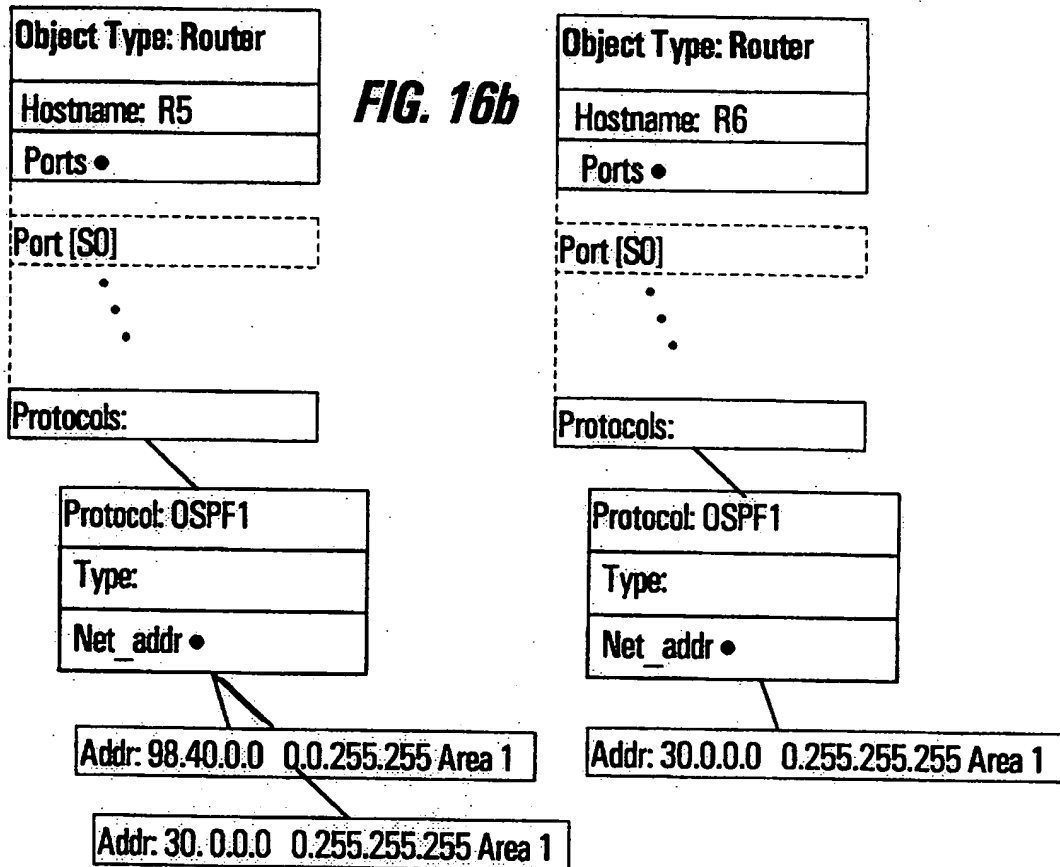 Object Type: Router
Hostname: R5
Ports
Port [S0]
Protocols:
Protocol: OSPF1
Type:
Net_addr
Addr: 98.40.0.0 0.0.255.255 Area 1
Addr: 30.0.0.0 0.255.255.255 Area 1
FIG. 16b
Object Type: Router
Hostname: R6
Ports
Port [S0]
Protocols:
Protocol: OSPF1
Type:
Net_addr
Addr: 30.0.0.0 0.255.255.255 Area 1